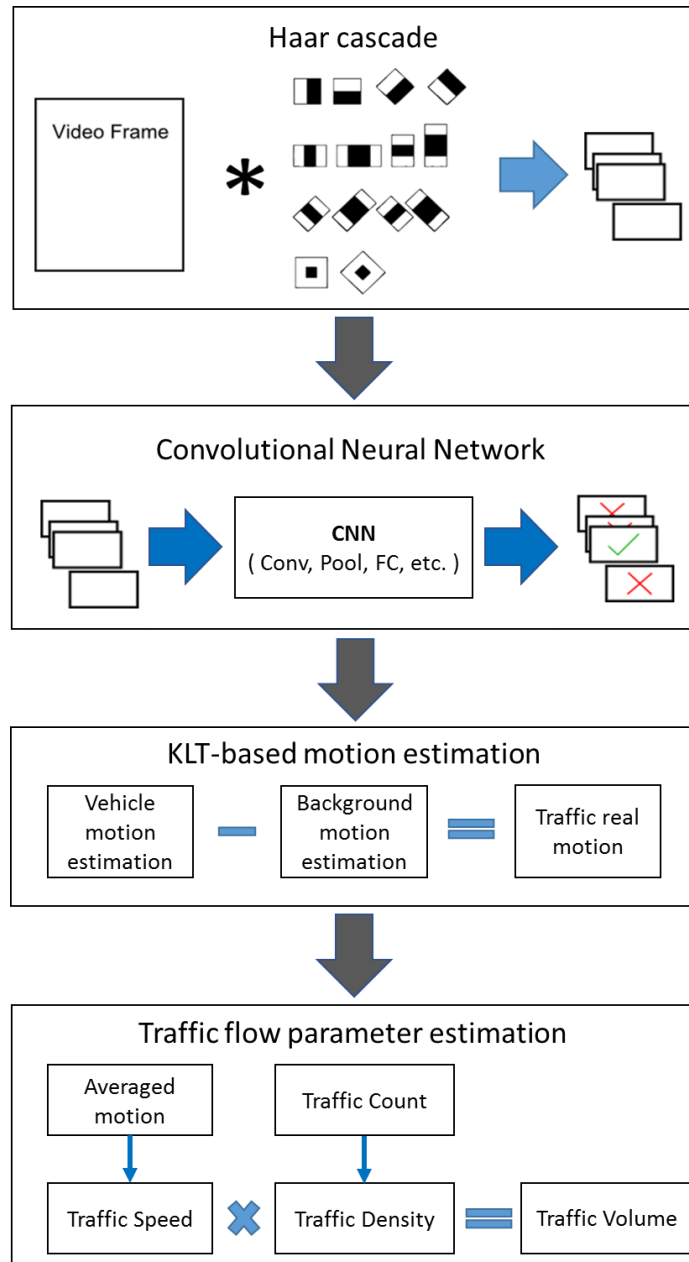 Haar cascade
Video Frame
*
Convolutional Neural Network
CNN
( Conv, Pool, FC, etc. )
KLT-based motion estimation
Vehicle
motion
estimation
Background
motion
estimation
Traffic real
motion
Traffic flow parameter estimation
Averaged
motion
Traffic Count
Traffic Speed
Traffic Density
Traffic Volume